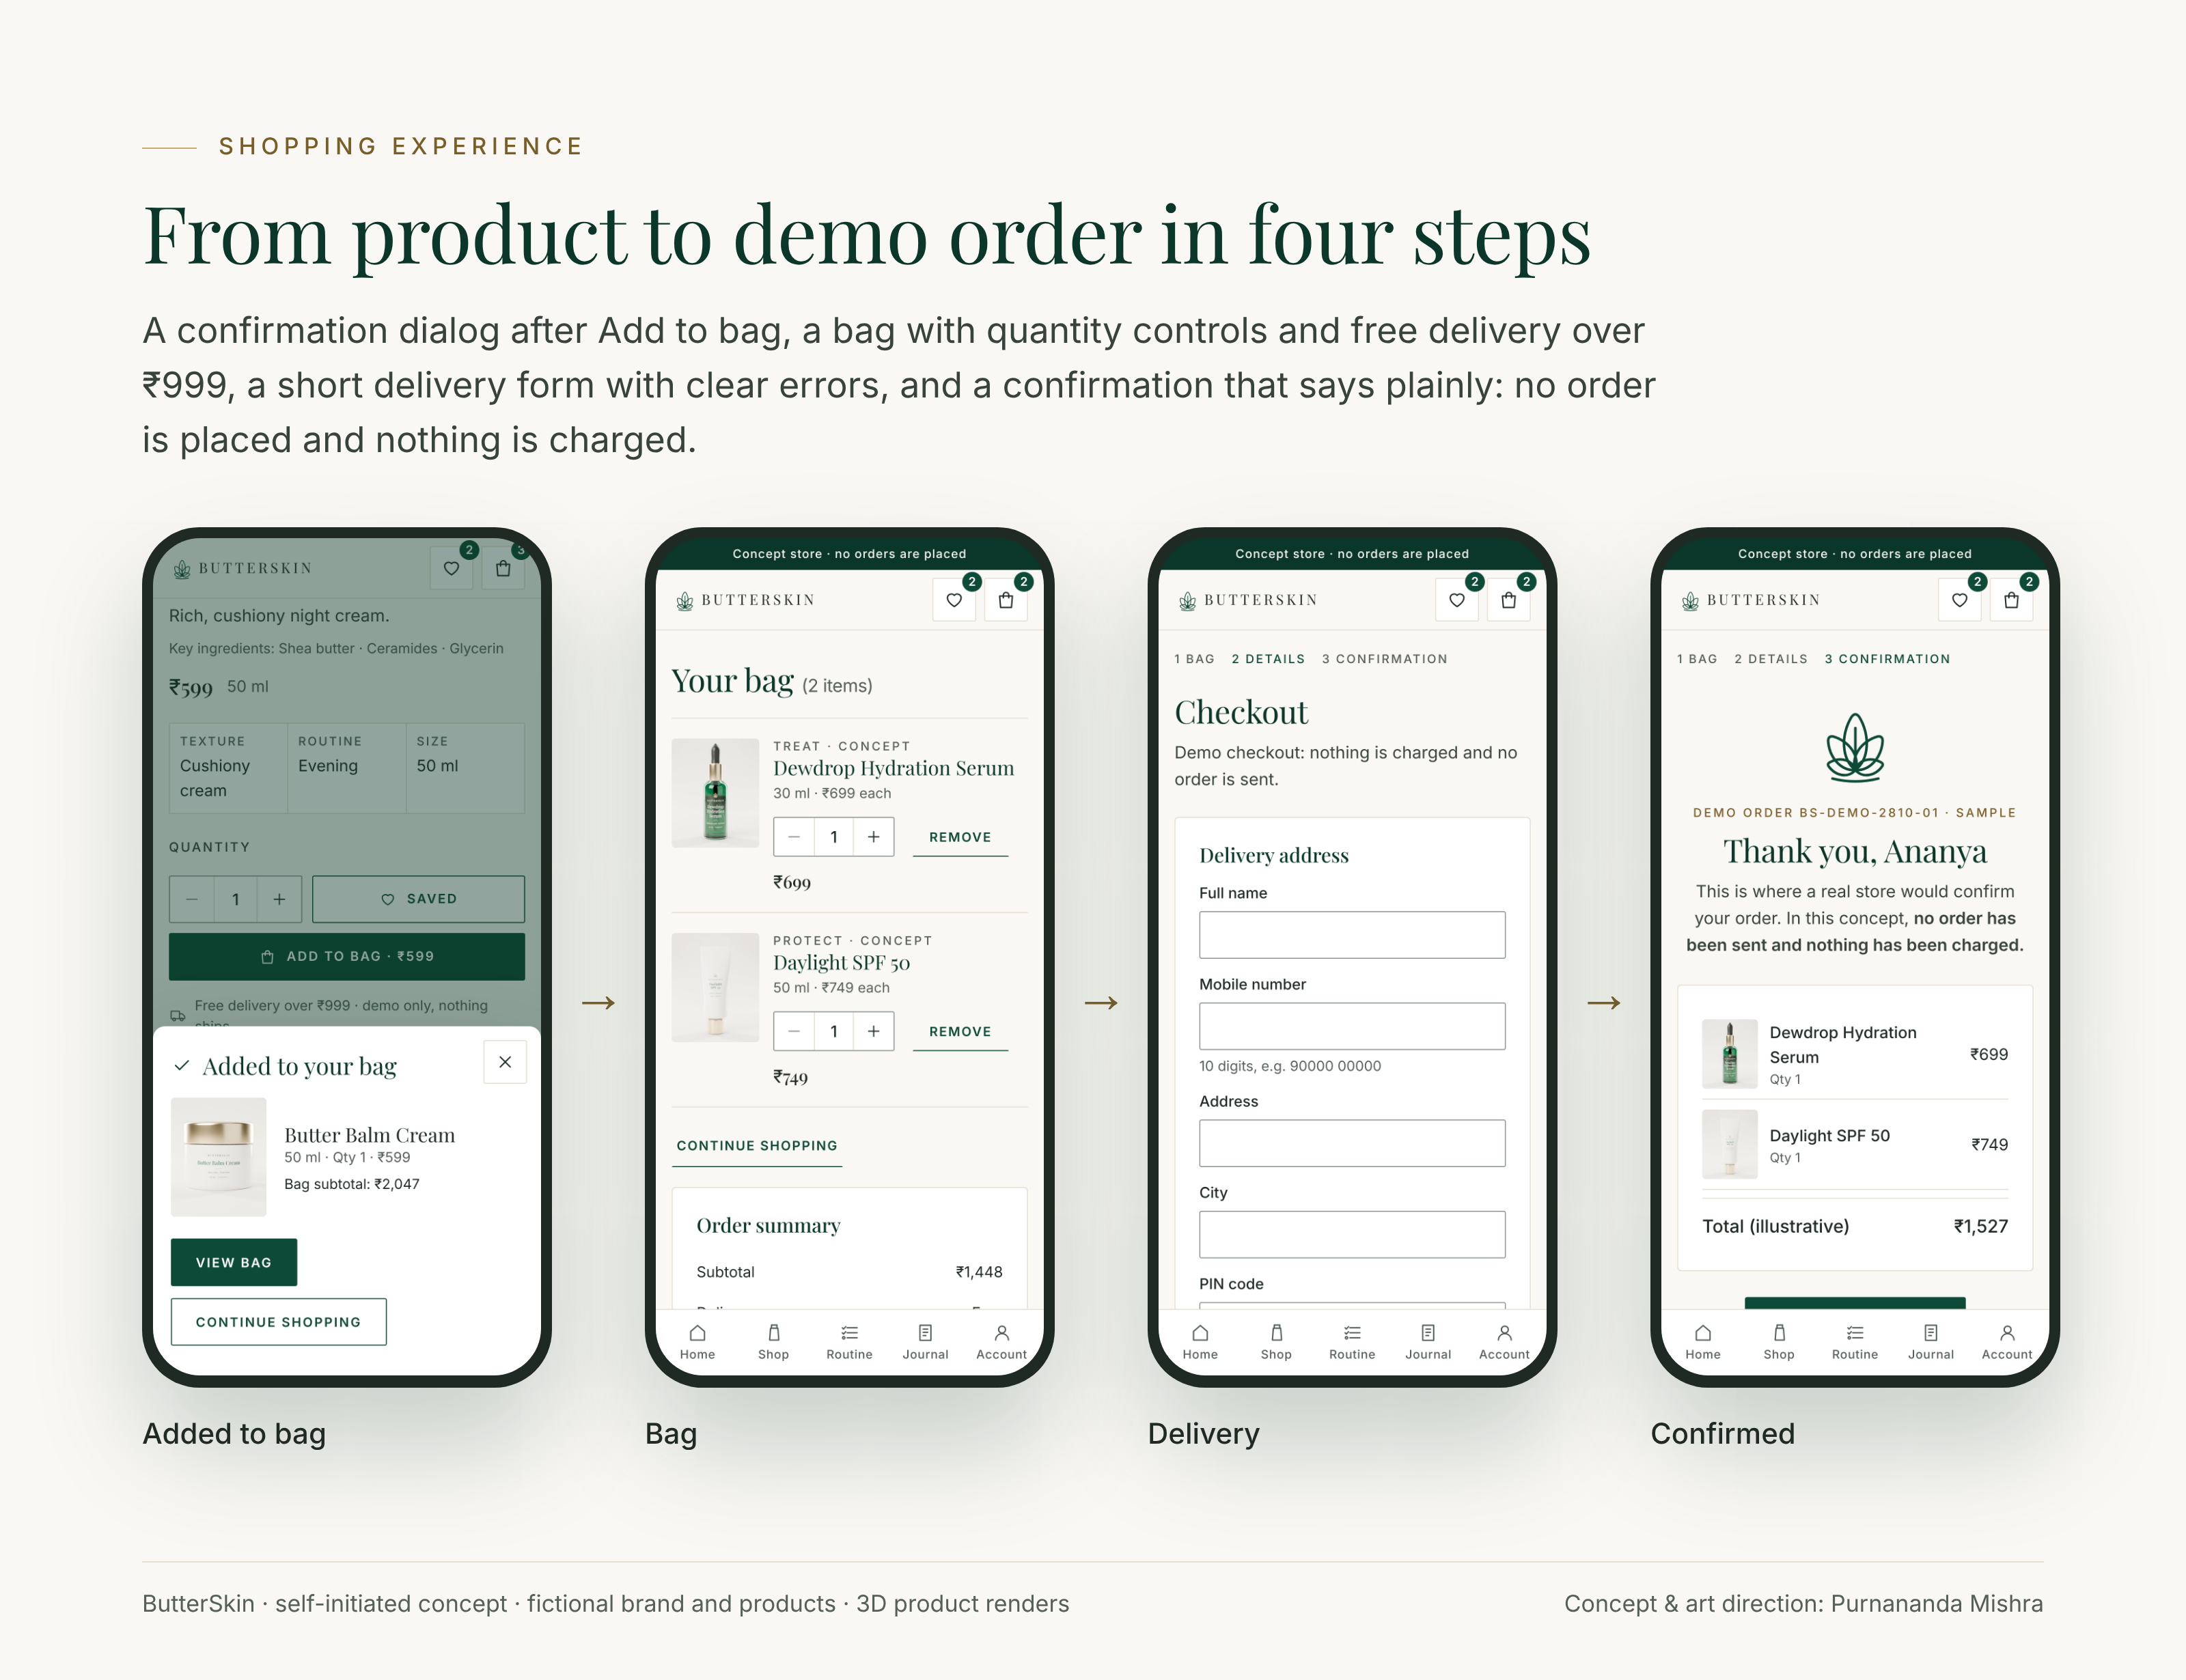 SHOPPING EXPERIENCE
From product to demo order in four steps
A confirmation dialog after Add to bag, a bag with quantity controls and free delivery over
₹999, a short delivery form with clear errors, and a confirmation that says plainly: no order
is placed and nothing is charged.
BUTTERSKIN
2
3
Rich, cushiony night cream.
Key ingredients: Shea butter · Ceramides · Glycerin
₹599 50 ml
TEXTURE
Cushiony
cream
ROUTINE
Evening
SIZE
50 ml
QUANTITY
1
SAVED
ADD TO BAG · ₹599
Free delivery over ₹999 · demo only, nothing
ships
Added to your bag
Butter Balm Cream
50 ml · Qty 1 · ₹599
Bag subtotal: ₹2,047
VIEW BAG
CONTINUE SHOPPING
Added to bag
Concept store · no orders are placed
BUTTERSKIN
2
2
Your bag (2 items)
TREAT · CONCEPT
Dewdrop Hydration Serum
30 ml · ₹699 each
1
REMOVE
₹699
PROTECT · CONCEPT
Daylight SPF 50
50 ml · ₹749 each
1
REMOVE
₹749
CONTINUE SHOPPING
Order summary
Subtotal ₹1,448
Home Shop Routine Journal Account
Bag
Concept store · no orders are placed
BUTTERSKIN
2
2
1 BAG 2 DETAILS 3 CONFIRMATION
Checkout
Demo checkout: nothing is charged and no
order is sent.
Delivery address
Full name
Mobile number
10 digits, e.g. 90000 00000
Address
City
PIN code
Home Shop Routine Journal Account
Delivery
Concept store · no orders are placed
BUTTERSKIN
2
2
1 BAG 2 DETAILS 3 CONFIRMATION
DEMO ORDER BS-DEMO-2810-01 · SAMPLE
Thank you, Ananya
This is where a real store would confirm
your order. In this concept, no order has
been sent and nothing has been charged.
Dewdrop Hydration
Serum
Qty 1
₹699
Daylight SPF 50
Qty 1
₹749
Total (illustrative) ₹1,527
Home Shop Routine Journal Account
Confirmed
ButterSkin · self-initiated concept · fictional brand and products · 3D product renders
Concept & art direction: Purnananda Mishra